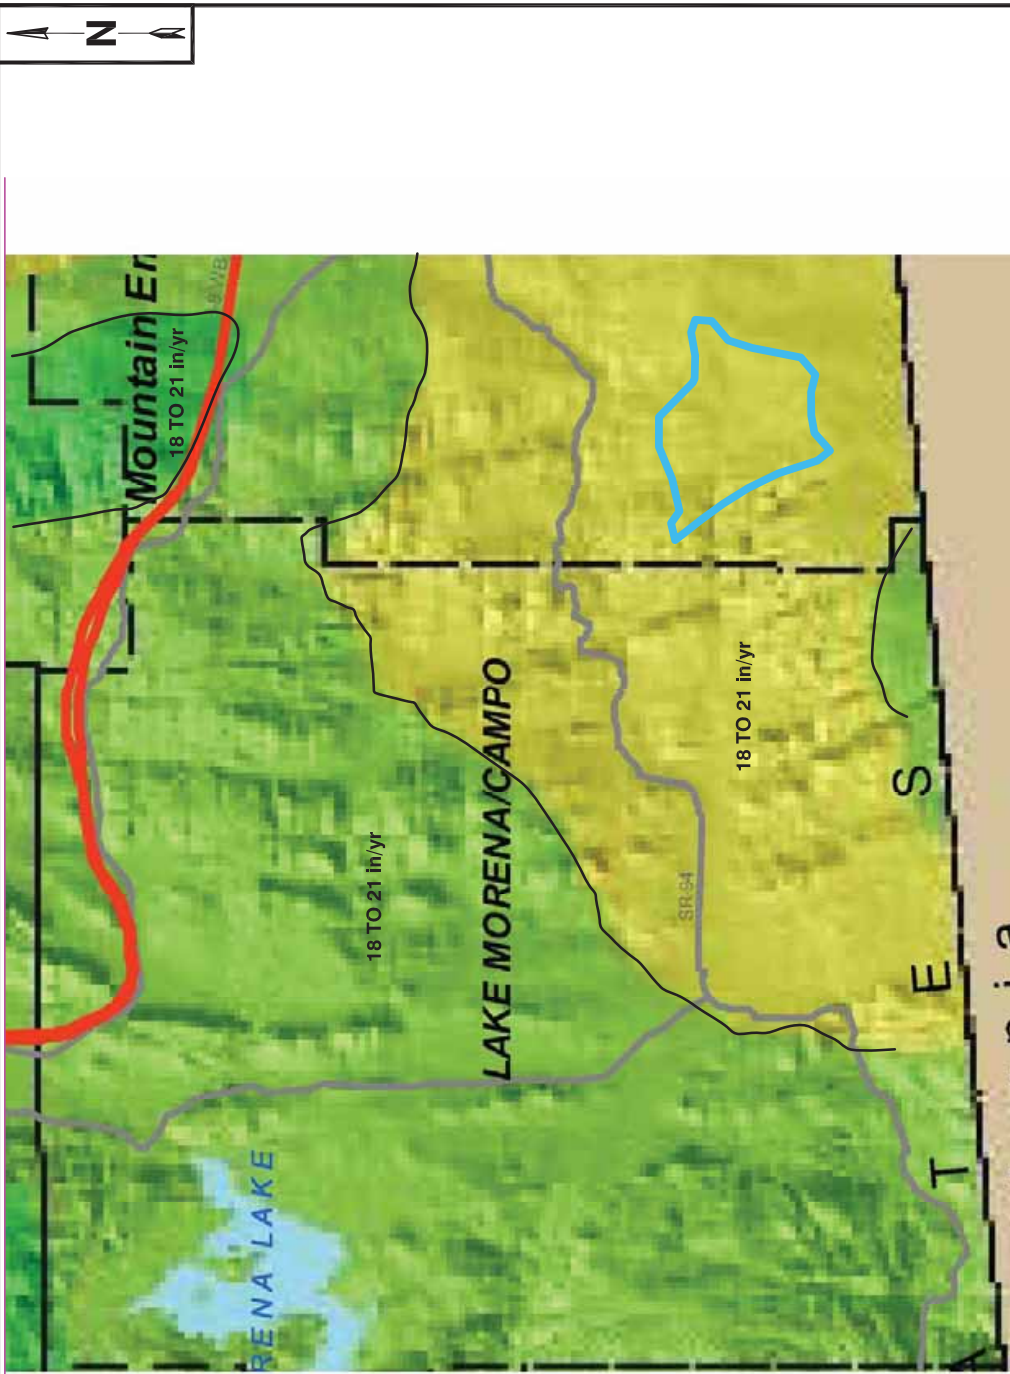 N
Mountain Em
18 TO 21 in/yr
18 TO 21 in/yr
LAKE MORENA/CAMPO
18 TO 21 in/yr
SR-94
RENA LAKE
A T E S